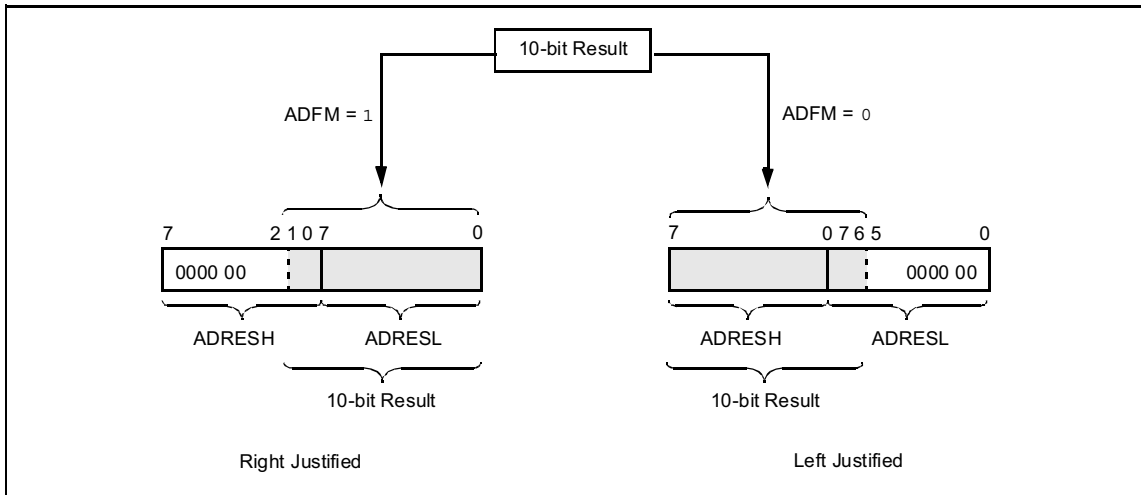 10-bit Result
ADFM = 1
ADFM = 0
7 2 1 0 7 0
7 0 7 6 5 0
0000 00
0000 00
ADRESH ADRESL
ADRESH ADRESL
10-bit Result
10-bit Result
Right Justified
Left Justified